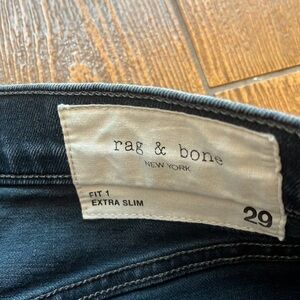 rag & bone
NEW YORK
FIT 1
EXTRA SLIM
29